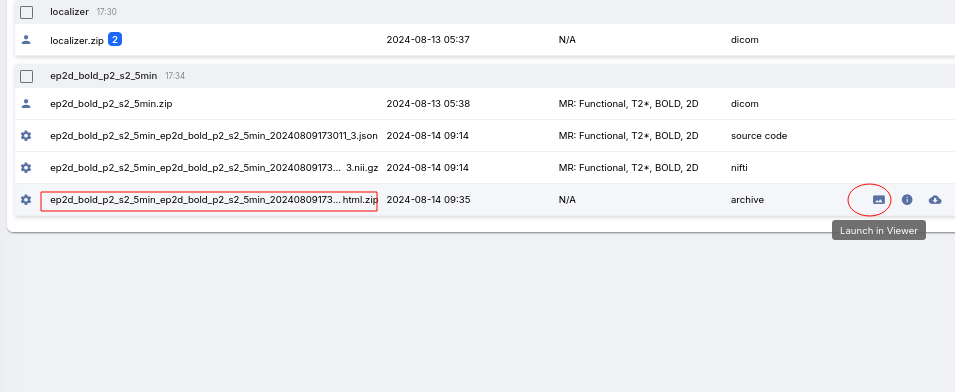 localizer 17:30
localizer.zip 2 2024-08-13 05:37 N/A dicom
ep2d_bold_p2_s2_5min 17:34
ep2d_bold_p2_s2_5min.zip 2024-08-13 05:38 MR: Functional, T2*, BOLD, 2D dicom
ep2d_bold_p2_s2_5min_ep2d_bold_p2_s2_5min_20240809173011_3.json 2024-08-14 09:14 MR: Functional, T2*, BOLD, 2D source code
ep2d_bold_p2_s2_5min_ep2d_bold_p2_s2_5min_20240809173... 3.nii.gz 2024-08-14 09:14 MR: Functional, T2*, BOLD, 2D nifti
ep2d_bold_p2_s2_5min_ep2d_bold_p2_s2_5min_20240809173... html.zip 2024-08-14 09:35 N/A archive
Launch in Viewer